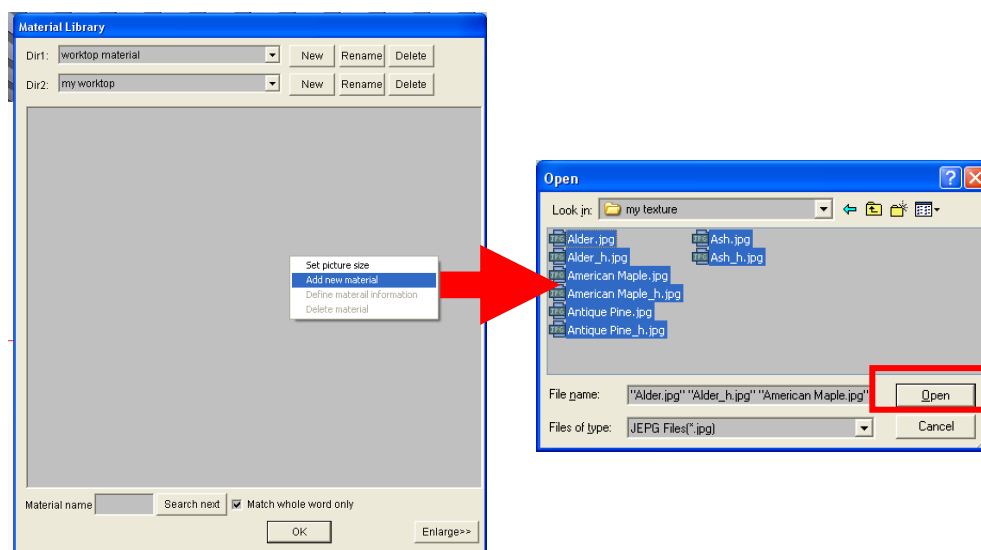 Material Library
Dir1: worktop material New Rename Delete
Dir2: my worktop New Rename Delete
Set picture size
Add new material
Define materail information
Delete material
Material name Search next Match whole word only
OK Enlarge>>
Open
Look in: my texture
Alder.jpg Ash.jpg
Alder_h.jpg Ash_h.jpg
American Maple.jpg
American Maple_h.jpg
Antique Pine.jpg
Antique Pine_h.jpg
File name: "Alder.jpg" "Alder_h.jpg" "American Maple.jpg" Open
Files of type: JEPG Files(*.jpg) Cancel